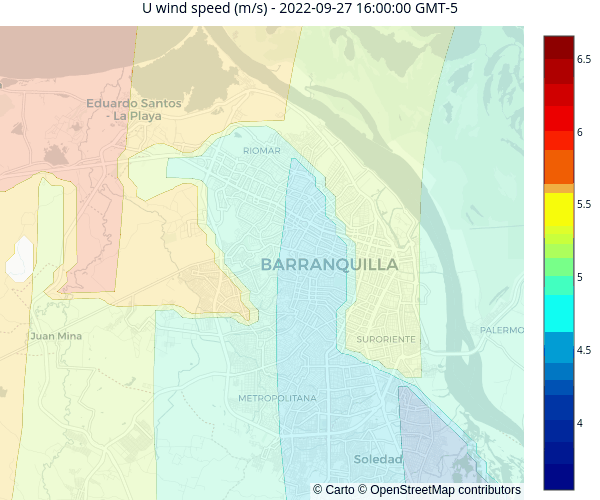 U wind speed (m/s) - 2022-09-27 16:00:00 GMT-5
6.5
6
5.5
5
4.5
4
Eduardo Santos
- La Playa
RIOMAR
BARRANQUILLA
Juan Mina
SURORIENTE
PALERMO
METROPOLITANA
Soledad
© Carto © OpenStreetMap contributors